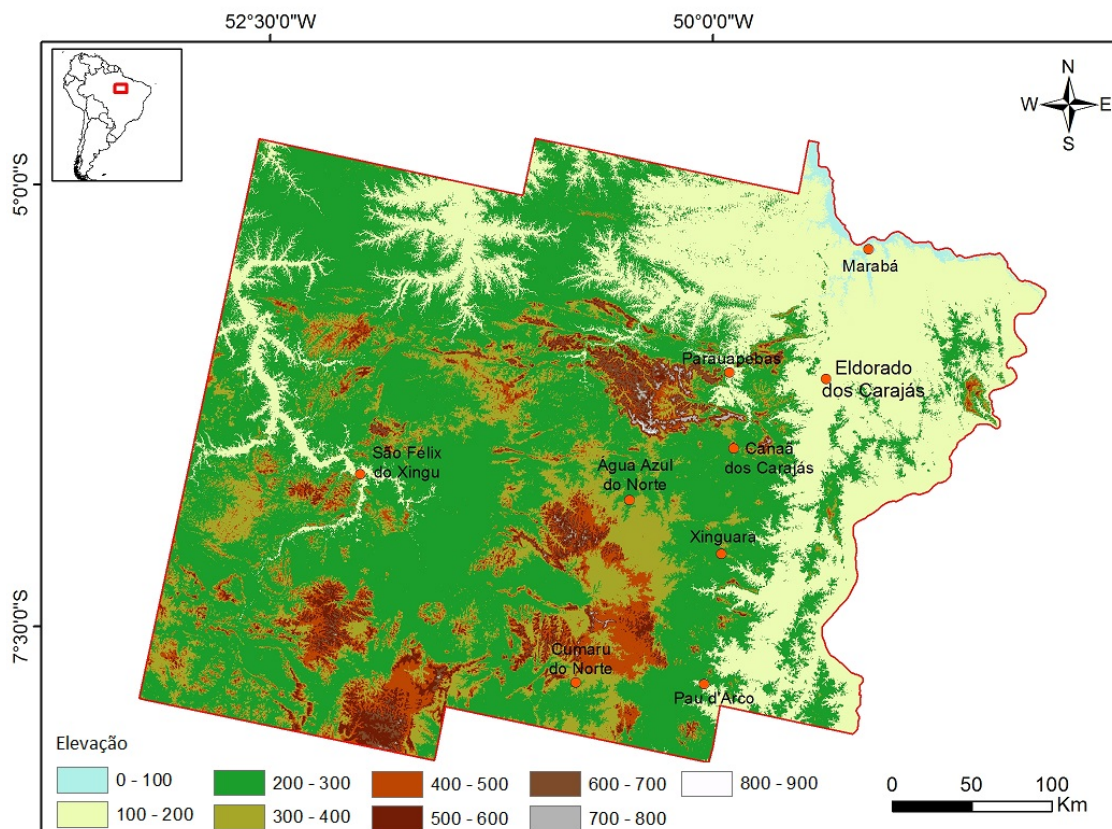 52°30'0"W
50°0'0"W
N
W
E
S
5°0'0"S
7°30'0"S
Marabá
Parauapebas
Eldorado
dos Carajás
São Félix
do Xingu
Canaã
dos Carajás
Água Azul
do Norte
Xinguara
Cumaru
do Norte
Pau d'Arco
Elevação
0 - 100
200 - 300
400 - 500
600 - 700
800 - 900
100 - 200
300 - 400
500 - 600
700 - 800
0
50
100
Km